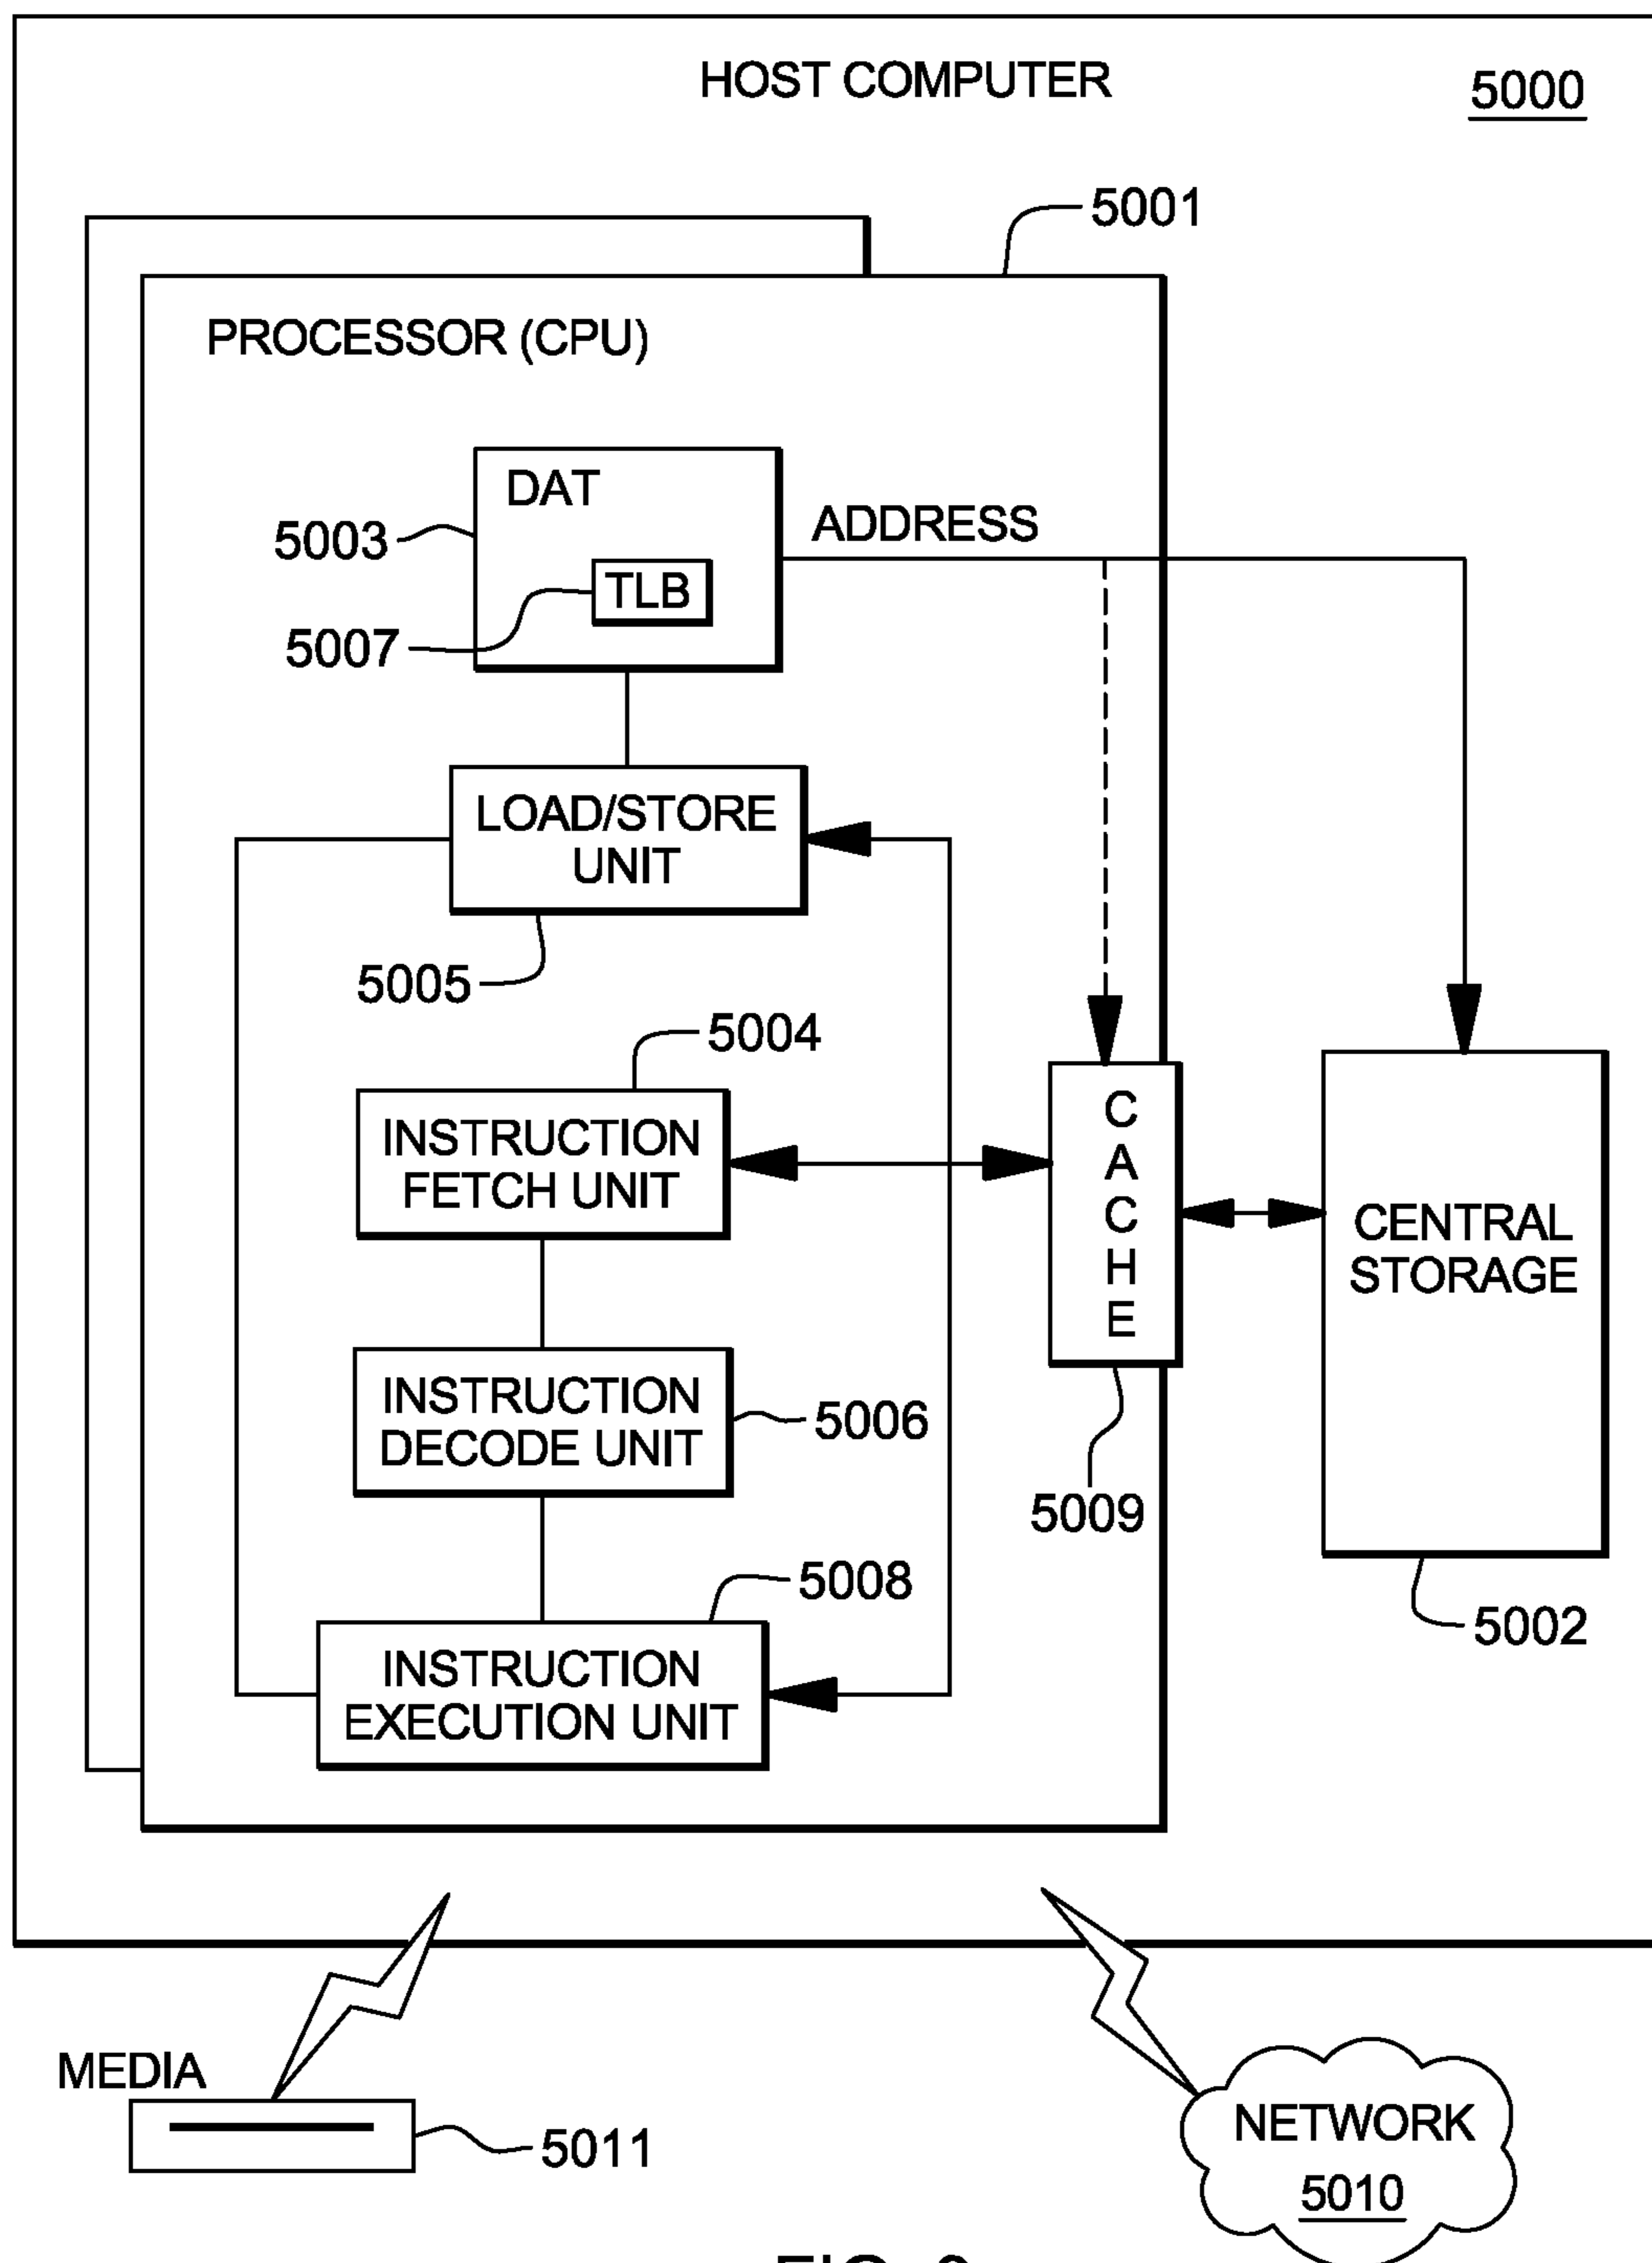 HOST COMPUTER
5000
5001
PROCESSOR (CPU)
DAT
ADDRESS
5003
TLB
5007
LOAD/STORE
UNIT
5005
5004
INSTRUCTION
FETCH UNIT
CACHE
CENTRAL
STORAGE
INSTRUCTION
DECODE UNIT
5006
5009
5008
5002
INSTRUCTION
EXECUTION UNIT
MEDIA
5011
NETWORK
5010